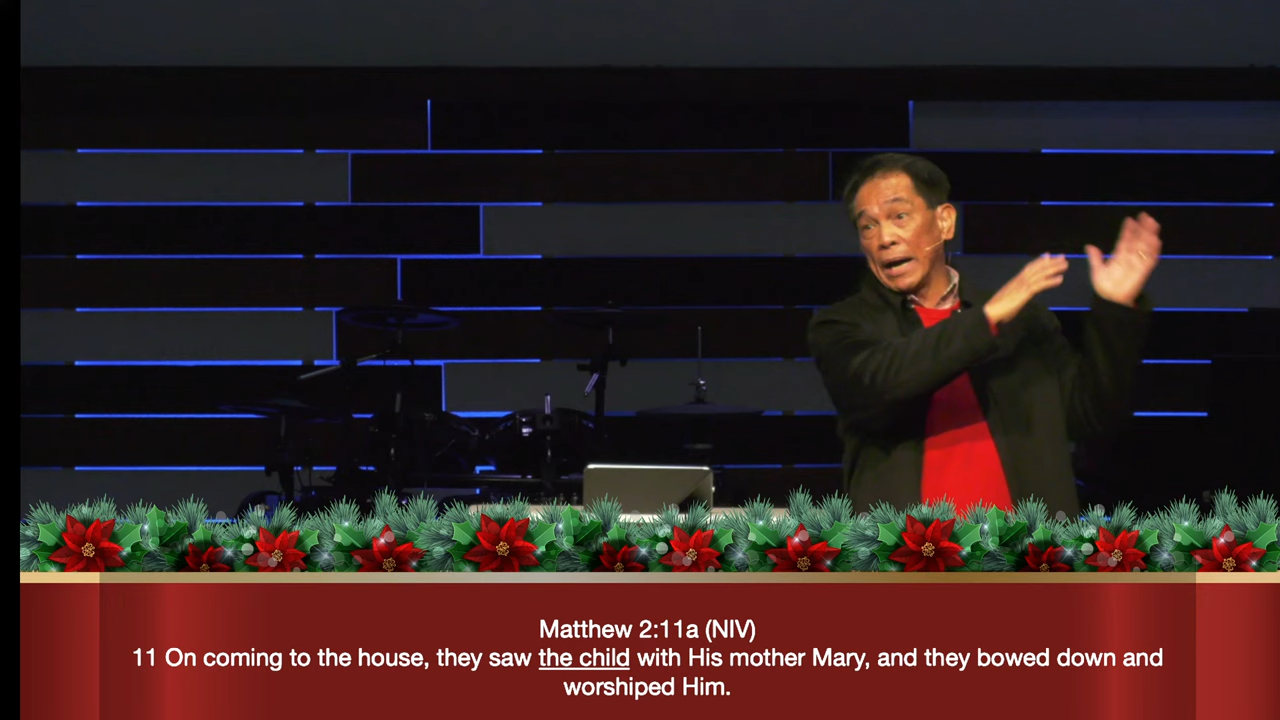 Matthew 2:11a (NIV)
11 On coming to the house, they saw the child with His mother Mary, and they bowed down and
worshiped Him.